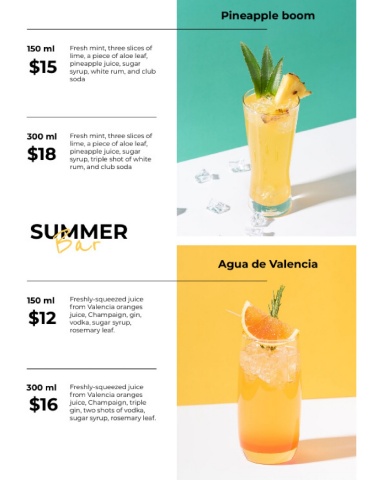 Pineapple boom
150 ml
$15
Fresh mint, three slices of
lime, a piece of aloe leaf,
pineapple juice, sugar
syrup, white rum, and club
soda
300 ml
$18
Fresh mint, three slices of
lime, a piece of aloe leaf,
pineapple juice, sugar
syrup, triple shot of white
rum, and club soda
SUMMER
Bar
Agua de Valencia
150 ml
$12
Freshly-squeezed juice
from Valencia oranges
juice, Champaign, gin,
vodka, sugar syrup,
rosemary leaf.
300 ml
$16
Freshly-squeezed juice
from Valencia oranges
juice, Champaign, triple
gin, two shots of vodka,
sugar syrup, rosemary leaf.